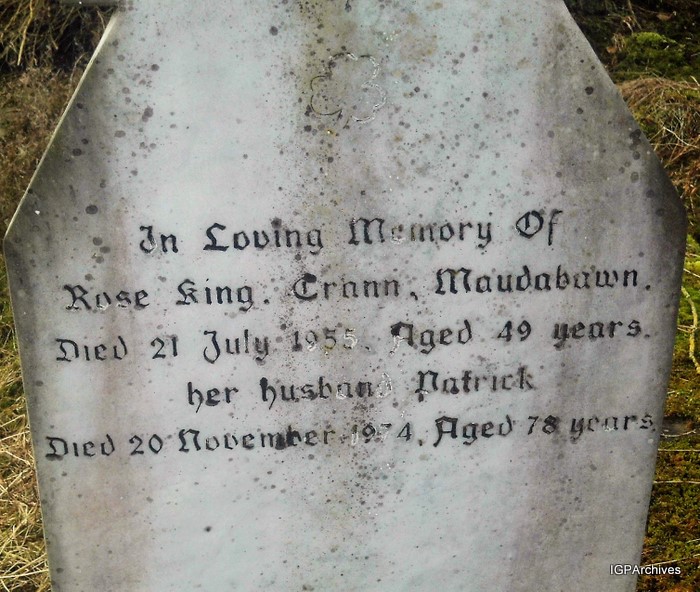 In Loving Memory Of
Rose King. Crann, Maudabawn.
Died 21 July 1955. Aged 49 years.
her husband Patrick
Died 20 November 1974, Aged 78 years.
IGPArchives